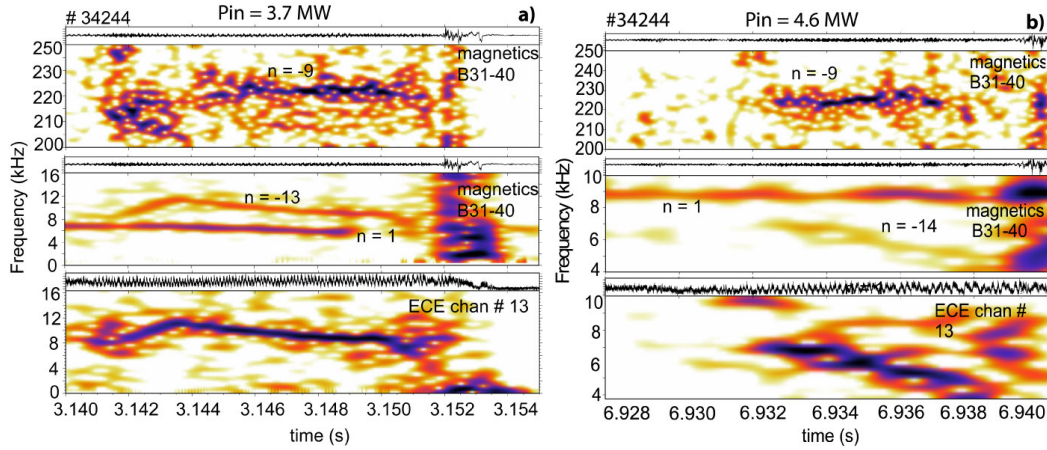 # 34244 Pin = 3.7 MW a)
250
240
230
220
210
200
magnetics
B31-40
n = -9
16
12
8
4
0
magnetics
B31-40
n = -13
n = 1
Frequency (kHz)
16
12
8
4
0
ECE chan # 13
3.140 3.142 3.144 3.146 3.148 3.150 3.152 3.154
time (s)
#34244 Pin = 4.6 MW b)
250
240
230
220
210
200
magnetics
B31-40
n = -9
10
8
6
4
n = 1
n = -14
magnetics
B31-40
Frequency (kHz)
10
8
6
4
ECE chan #
13
6.928 6.930 6.932 6.934 6.936 6.938 6.940
time (s)